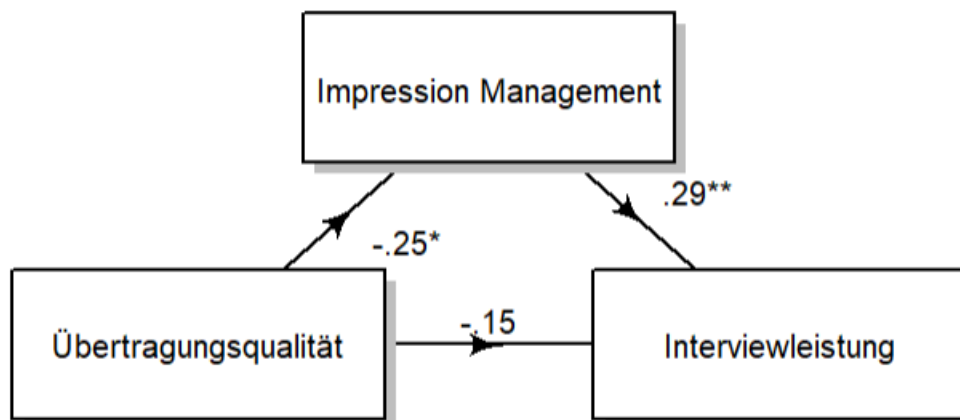 Impression Management
.29**
-.25*
-.15
Übertragungsqualität
Interviewleistung